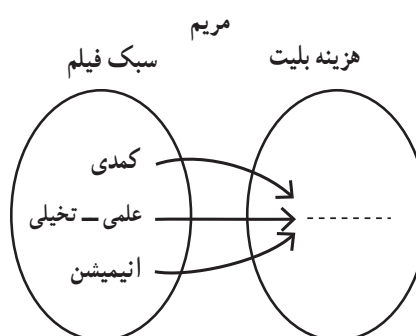 مریم
هزینه بلیت
سبک فیلم
کمدی
علمی – تخیلی
انیمیشن